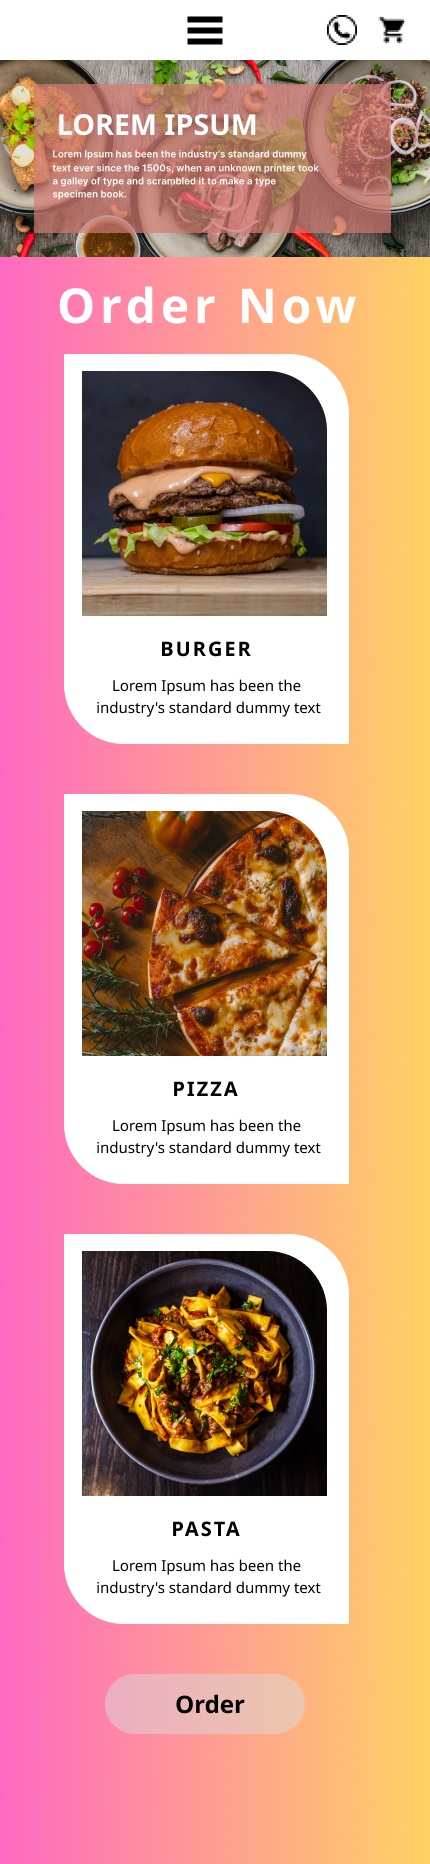 LOREM IPSUM
Lorem Ipsum has been the industry's standard dummy
text ever since the 1500s, when an unknown printer took
a galley of type and scrambled it to make a type
specimen book.
Order Now
BURGER
Lorem Ipsum has been the
industry's standard dummy text
PIZZA
Lorem Ipsum has been the
industry's standard dummy text
PASTA
Lorem Ipsum has been the
industry's standard dummy text
Order